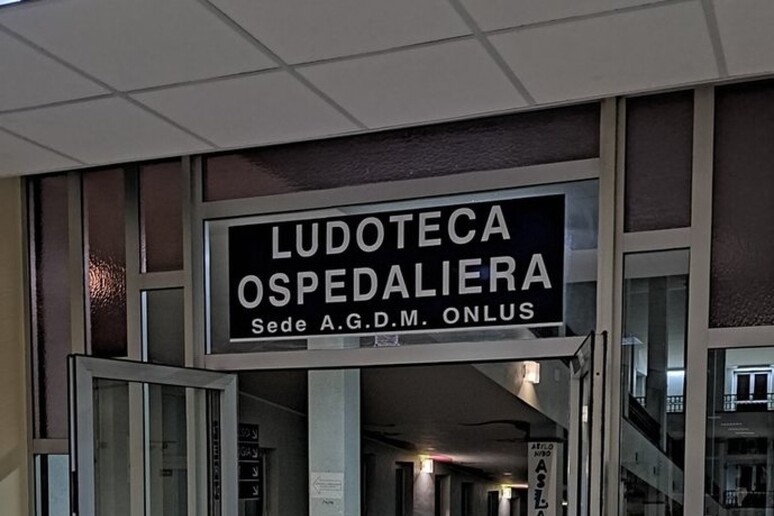 LUDOTECA
OSPEDALIERA
Sede A.G.D.M. ONLUS